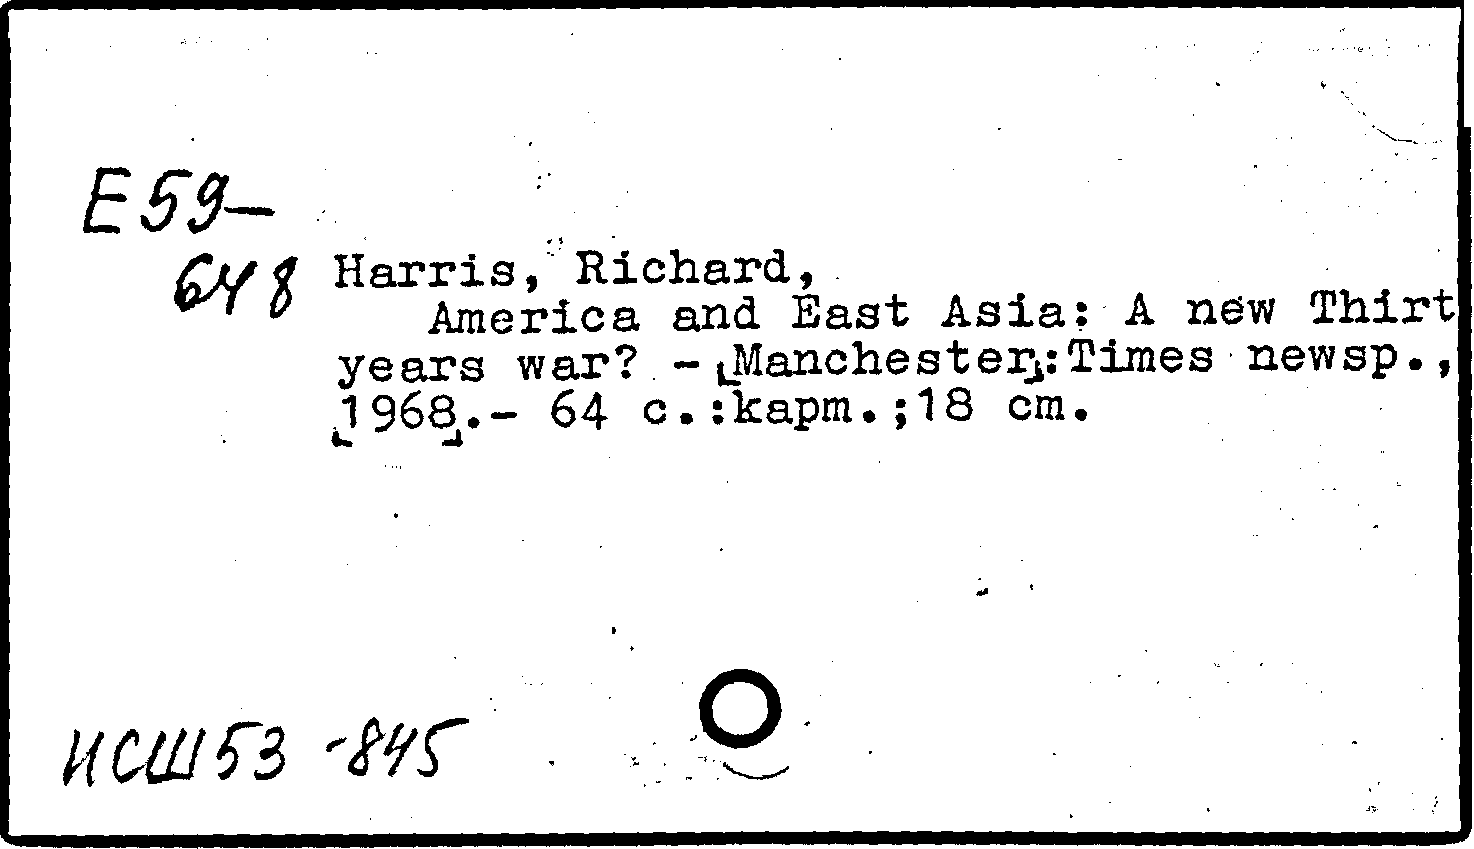 E59-
648
Harris, Richard,
America and East Asia: A new Thirt
years war? - [Manchester]:Times newsp.,
[1968].- 64 c.:карт.;18 cm.
ИСШ53-845